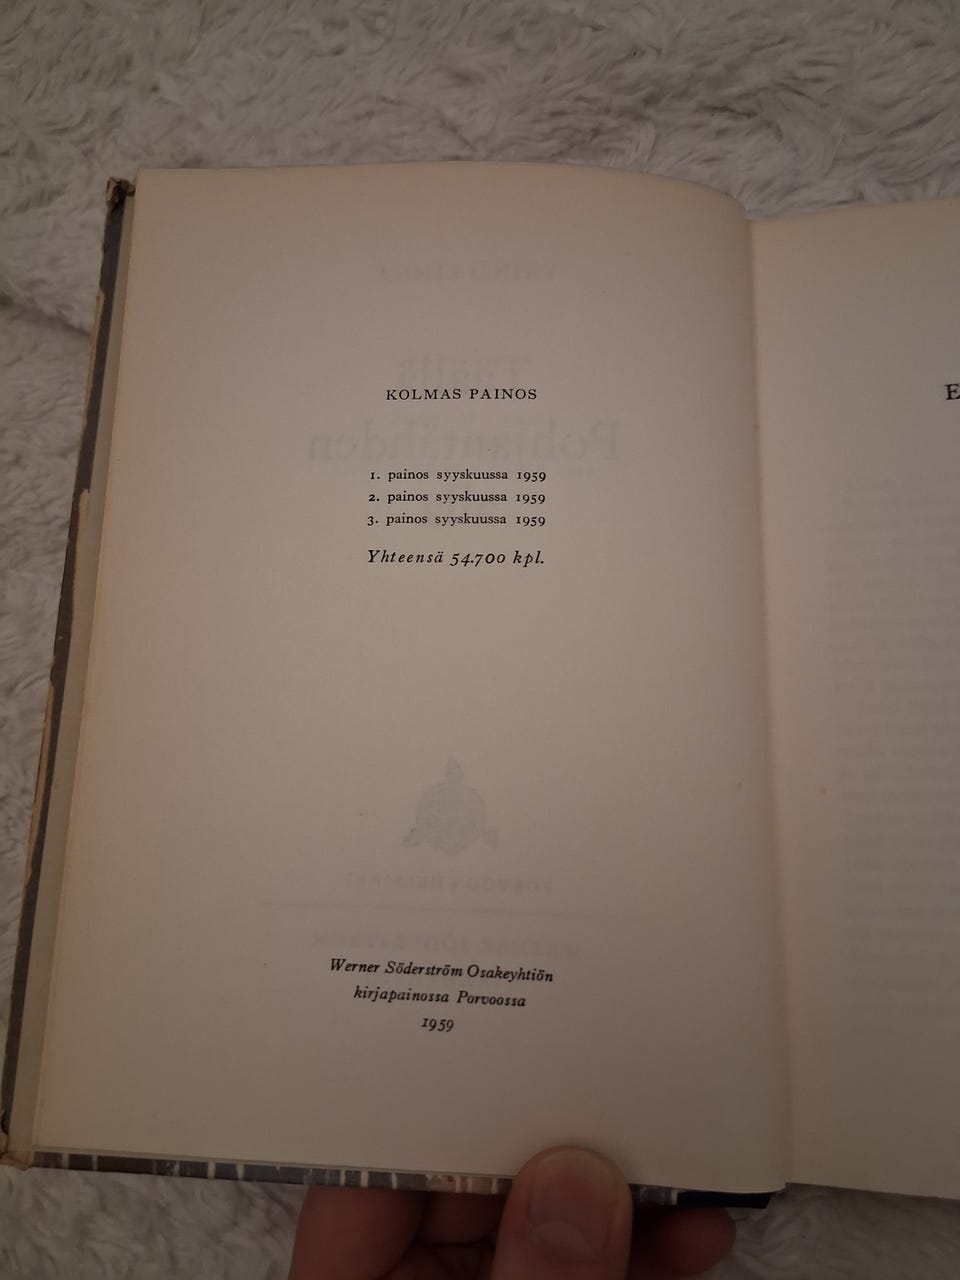 KOLMAS PAINOS
1. painos syyskuussa 1959
2. painos syyskuussa 1959
3. painos syyskuussa 1959
Yhteensä 54.700 kpl.
Werner Söderström Osakeyhtiön
kirjapainossa Porvoossa
1959
E